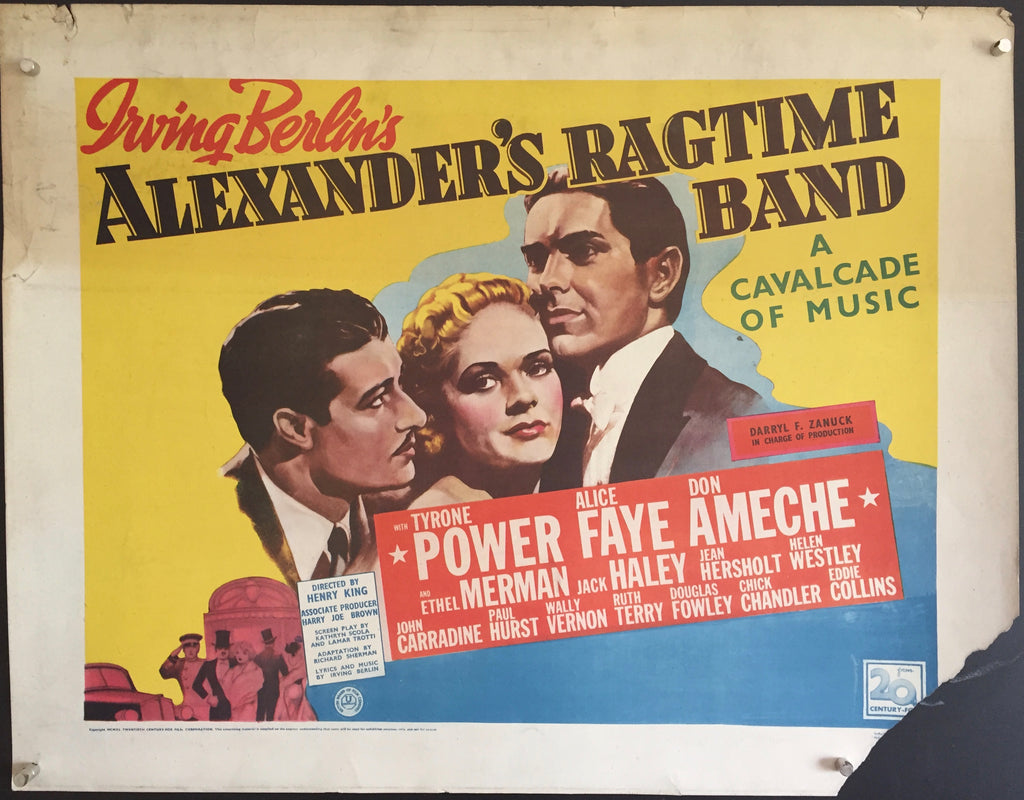 Irving Berlin's
ALEXANDER'S RAGTIME
BAND
A
CAVALCADE
OF MUSIC
DARRYL F. ZANUCK
IN CHARGE OF PRODUCTION
WITH TYRONE POWER ALICE FAYE DON AMECHE
AND ETHEL MERMAN JACK HALEY JEAN HERSHOLT HELEN WESTLEY
JOHN CARRADINE PAUL HURST WALLY VERNON RUTH TERRY DOUGLAS FOWLEY CHICK CHANDLER EDDIE COLLINS
DIRECTED BY
HENRY KING
ASSOCIATE PRODUCER
HARRY JOE BROWN
SCREEN PLAY BY
KATHRYN SCOLA
AND LAMAR TROTTI
ADAPTATION BY
RICHARD SHERMAN
LYRICS AND MUSIC
BY IRVING BERLIN
20
CENTURY-FO